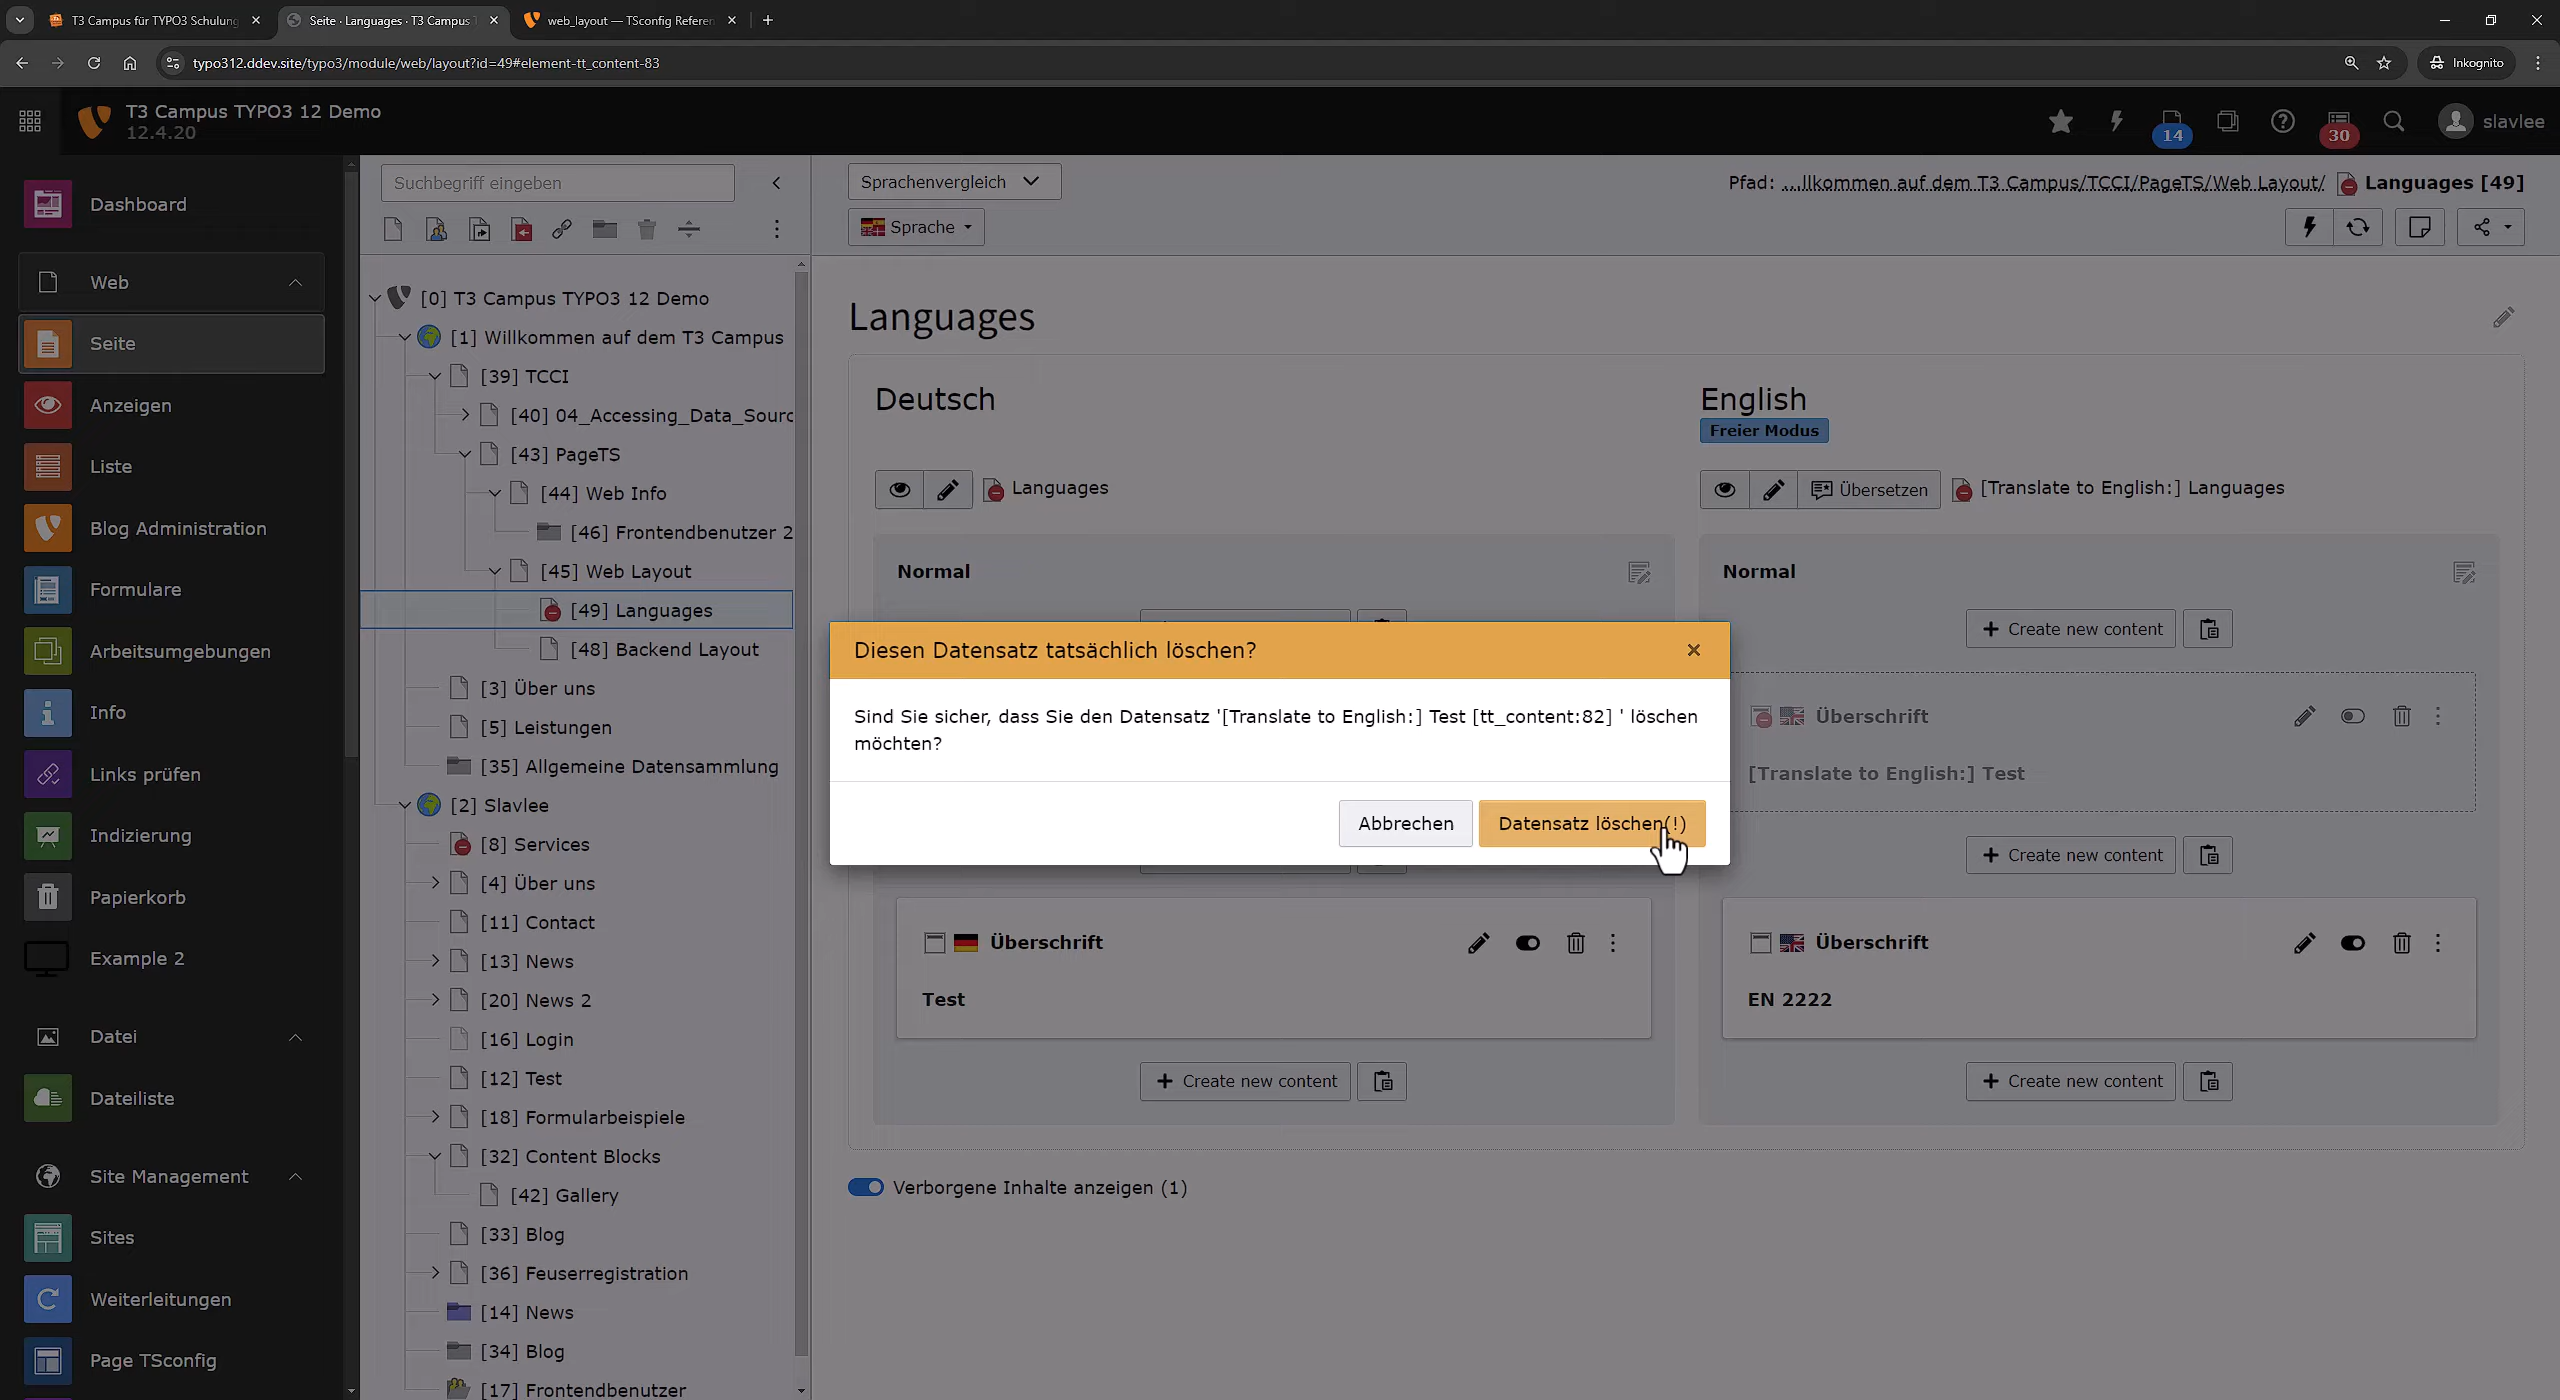 T3 Campus für TYPO3 Schulung
Seite · Languages · T3 Campus
web_layout — TSconfig Referen
typo312.ddev.site/typo3/module/web/layout?id=49#element-tt_content-83
Inkognito
T3 Campus TYPO3 12 Demo
12.4.20
14
30
slavlee
Dashboard
Web
Seite
Anzeigen
Liste
Blog Administration
Formulare
Arbeitsumgebungen
Info
Links prüfen
Indizierung
Papierkorb
Example 2
Datei
Dateiliste
Site Management
Sites
Weiterleitungen
Page TSconfig
Suchbegriff eingeben
[0] T3 Campus TYPO3 12 Demo
[1] Willkommen auf dem T3 Campus
[39] TCCI
[40] 04_Accessing_Data_Sourc
[43] PageTS
[44] Web Info
[46] Frontendbenutzer 2
[45] Web Layout
[49] Languages
[48] Backend Layout
[3] Über uns
[5] Leistungen
[35] Allgemeine Datensammlung
[2] Slavlee
[8] Services
[4] Über uns
[11] Contact
[13] News
[20] News 2
[16] Login
[12] Test
[18] Formularbeispiele
[32] Content Blocks
[42] Gallery
[33] Blog
[36] Feuserregistration
[14] News
[34] Blog
[17] Frontendbenutzer
Sprachenvergleich
Pfad: ...llkommen auf dem T3 Campus/TCCI/PageTS/Web Layout/ Languages [49]
Sprache
Languages
Deutsch
Languages
Normal
English
Freier Modus
Übersetzen
[Translate to English:] Languages
Normal
Create new content
Überschrift
[Translate to English:] Test
Create new content
Diesen Datensatz tatsächlich löschen?
Sind Sie sicher, dass Sie den Datensatz '[Translate to English:] Test [tt_content:82] ' löschen
möchten?
Abbrechen
Datensatz löschen(!)
Überschrift
Test
Create new content
Überschrift
EN 2222
Create new content
Verborgene Inhalte anzeigen (1)